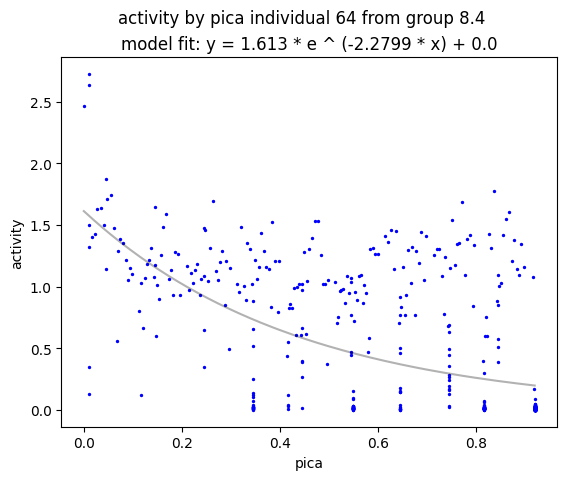 activity by pica individual 64 from group 8.4
model fit: y = 1.613 * e ^ (-2.2799 * x) + 0.0
2.5
2.0
1.5
1.0
0.5
0.0
activity
0.0 0.2 0.4 0.6 0.8
pica